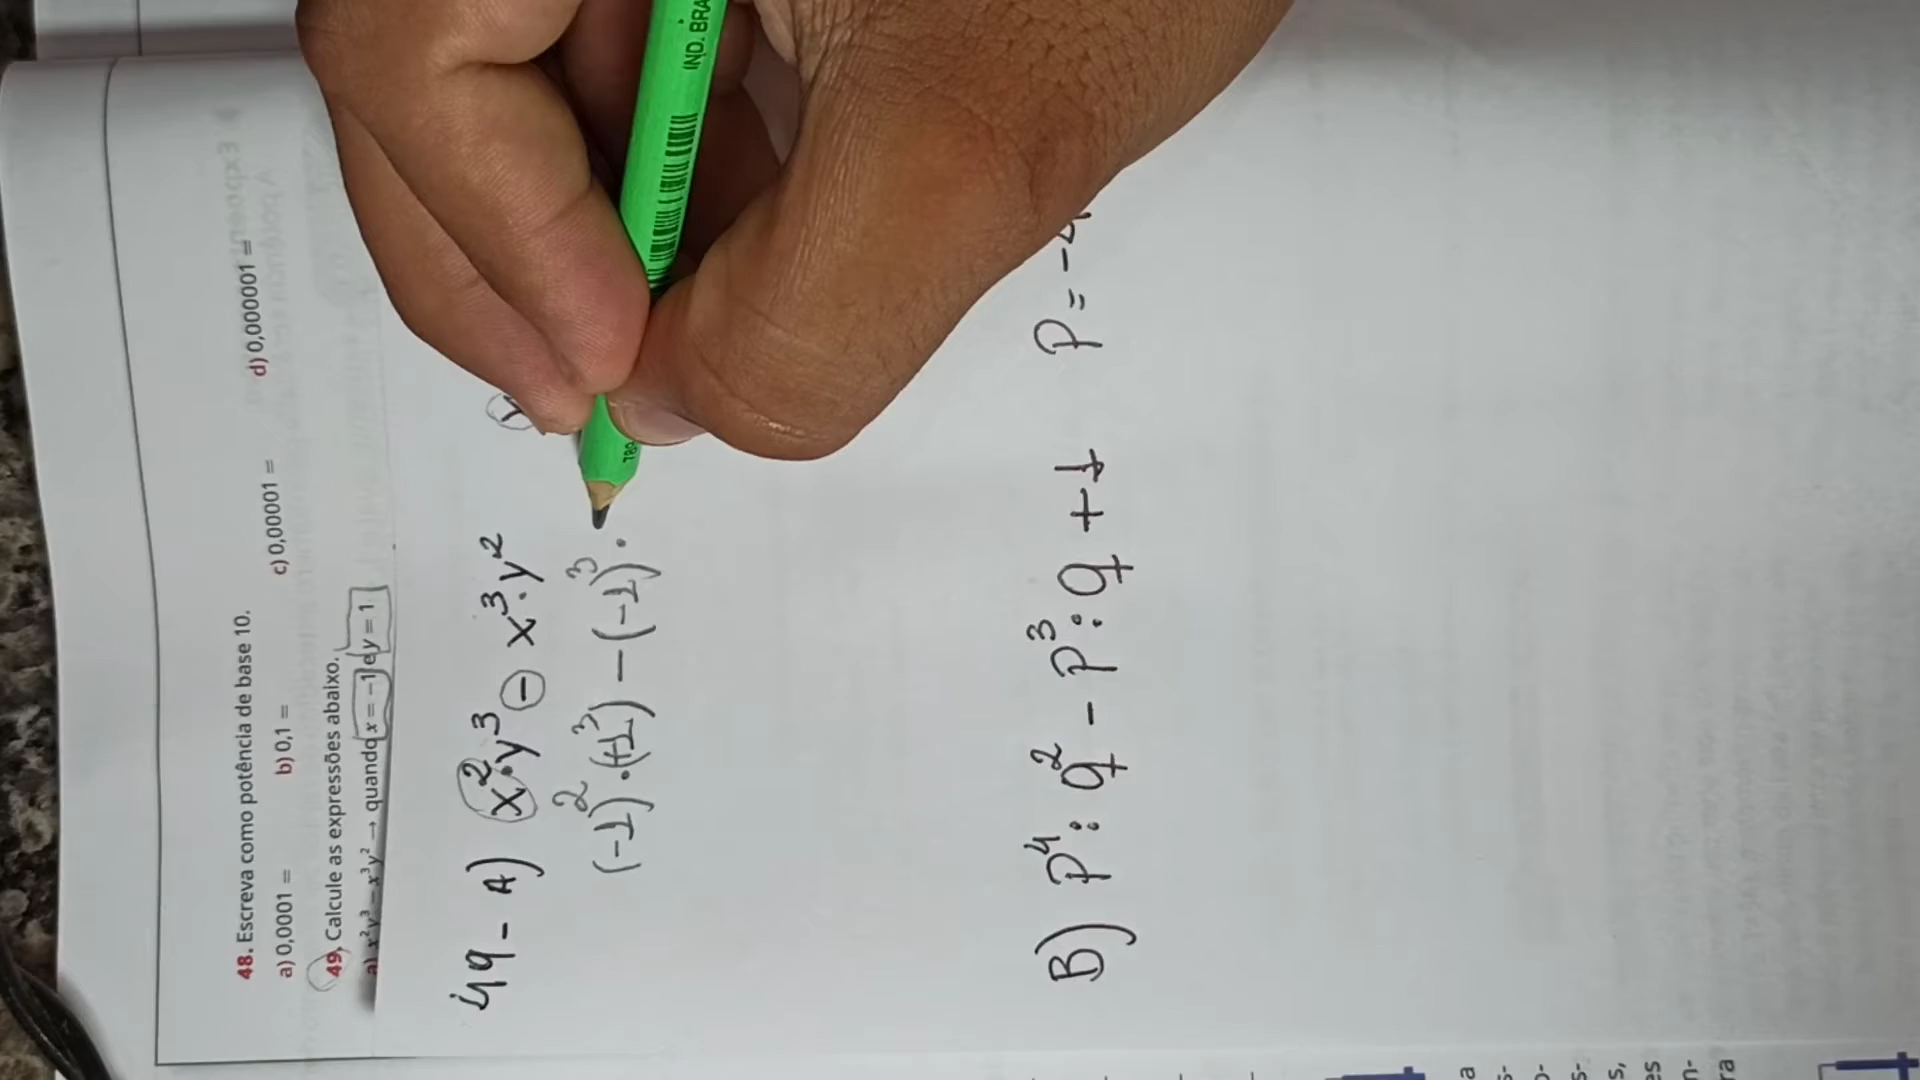 48. Escreva como potência de base 10.
a) 0,0001 = b) 0,1 = c) 0,00001 = d) 0,000001 =
49. Calcule as expressões abaixo.
a) x²y³ − x³y² → quando x = −1 e y = 1
49 - A) x²·y³ - x³·y²
(-1)²·(+1)³ - (-1)³·
B) P⁴ : q² - P³ : q + 1 P = -
IND. BRA
789